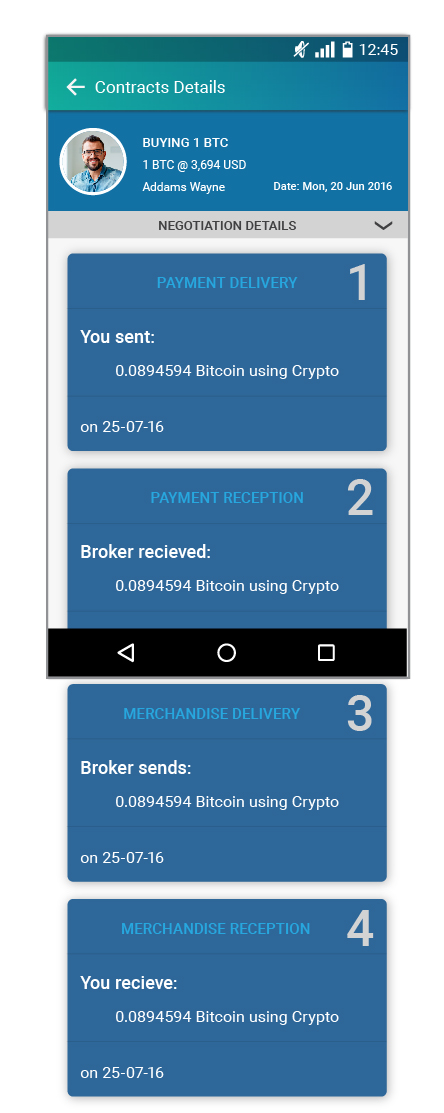 12:45
Contracts Details
BUYING 1 BTC
1 BTC @ 3,694 USD
Addams Wayne
Date: Mon, 20 Jun 2016
NEGOTIATION DETAILS
PAYMENT DELIVERY
1
You sent:
0.0894594 Bitcoin using Crypto
on 25-07-16
PAYMENT RECEPTION
2
Broker recieved:
0.0894594 Bitcoin using Crypto
MERCHANDISE DELIVERY
3
Broker sends:
0.0894594 Bitcoin using Crypto
on 25-07-16
MERCHANDISE RECEPTION
4
You recieve:
0.0894594 Bitcoin using Crypto
on 25-07-16